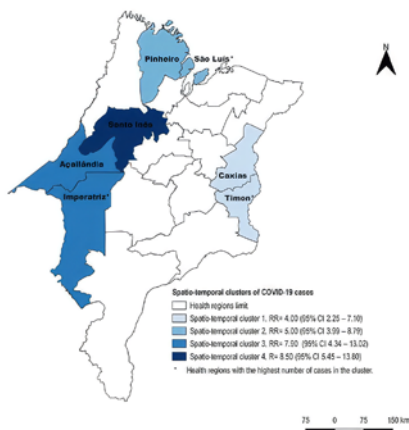 N
Pinheiro
São Luís*
Santa Inês
Açailândia
Imperatriz*
Caxias
Timon
Spatio-temporal clusters of COVID-19 cases
Health regions limit
Spatio-temporal cluster 1, RR= 4.00 (95% CI 2.25 – 7.10)
Spatio-temporal cluster 2, RR= 5.00 (95% CI 3.99 – 8.79)
Spatio-temporal cluster 3, RR= 7.90 (95% CI 4.34 – 13.02)
Spatio-temporal cluster 4, R= 8.50 (95% CI 5.45 – 13.80)
* Health regions with the highest number of cases in the cluster.
75 0 75 150 km